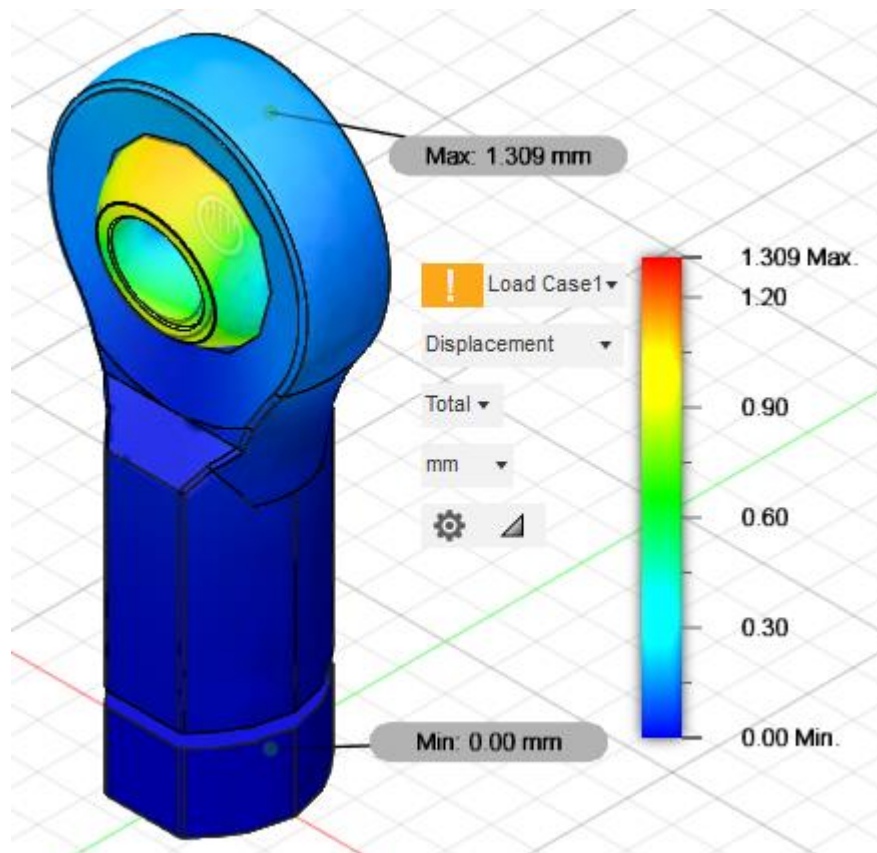 Max: 1.309 mm
! Load Case1
Displacement
Total
mm
1.309 Max.
1.20
0.90
0.60
0.30
0.00 Min.
Min: 0.00 mm